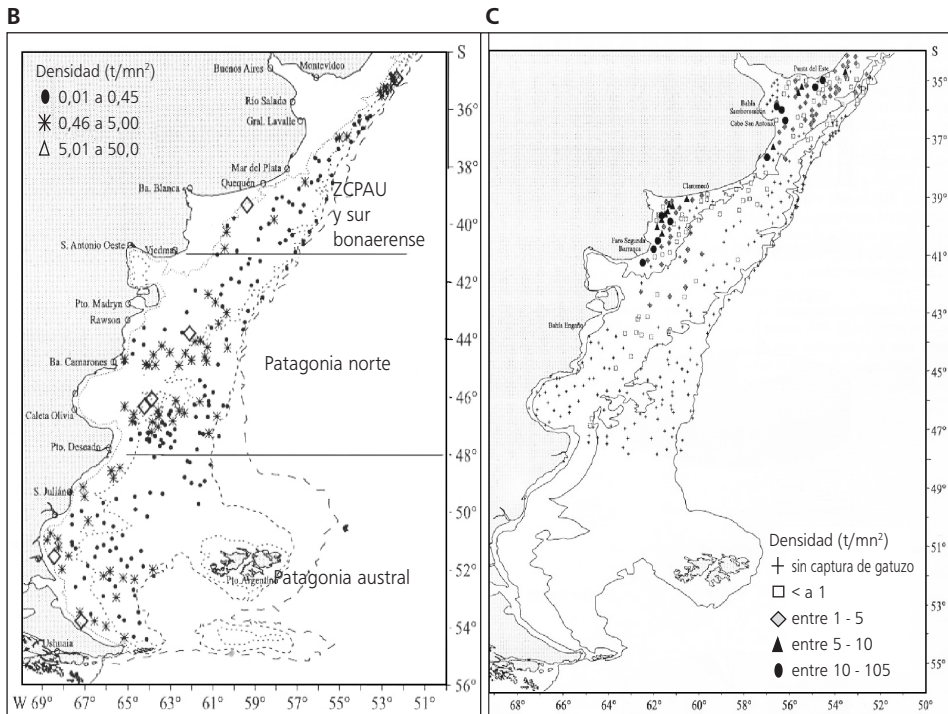 B
S
Densidad (t/mn²)
0,01 a 0,45
0,46 a 5,00
5,01 a 50,0
Buenos Aires
Montevideo
Río Salado
Gral. Lavalle
Mar del Plata
Quequén
Ba. Blanca
ZCPAU
y sur
bonaerense
S. Antonio Oeste
Viedma
Pto. Madryn
Rawson
Ba. Camarones
Patagonia norte
Caleta Olivia
Pto. Deseado
S. Julián
Pto. Argentino
Patagonia austral
Ushuaia
36°
38°
40°
42°
44°
46°
48°
50°
52°
54°
56°
W 69° 66° 63° 60° 57° 54° 51°
C
S
Punta del Este
Bahía
Samborombón
Cabo San Antonio
Claromecó
Faro Segunda
Barranca
Bahía Engaño
35°
37°
39°
41°
43°
45°
47°
49°
51°
53°
55°
Densidad (t/mn²)
sin captura de gatuzo
< a 1
entre 1 - 5
entre 5 - 10
entre 10 - 105
68° 66° 64° 62° 60° 58° 56° 54° 52° 50°